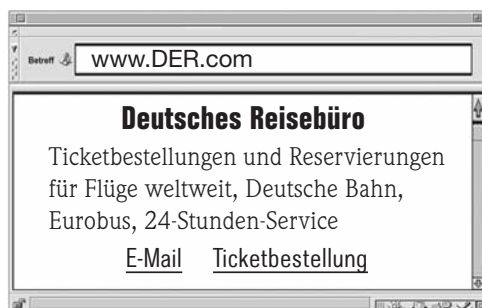 Betreff www.DER.com
Deutsches Reisebüro
Ticketbestellungen und Reservierungen
für Flüge weltweit, Deutsche Bahn,
Eurobus, 24-Stunden-Service
E-Mail Ticketbestellung